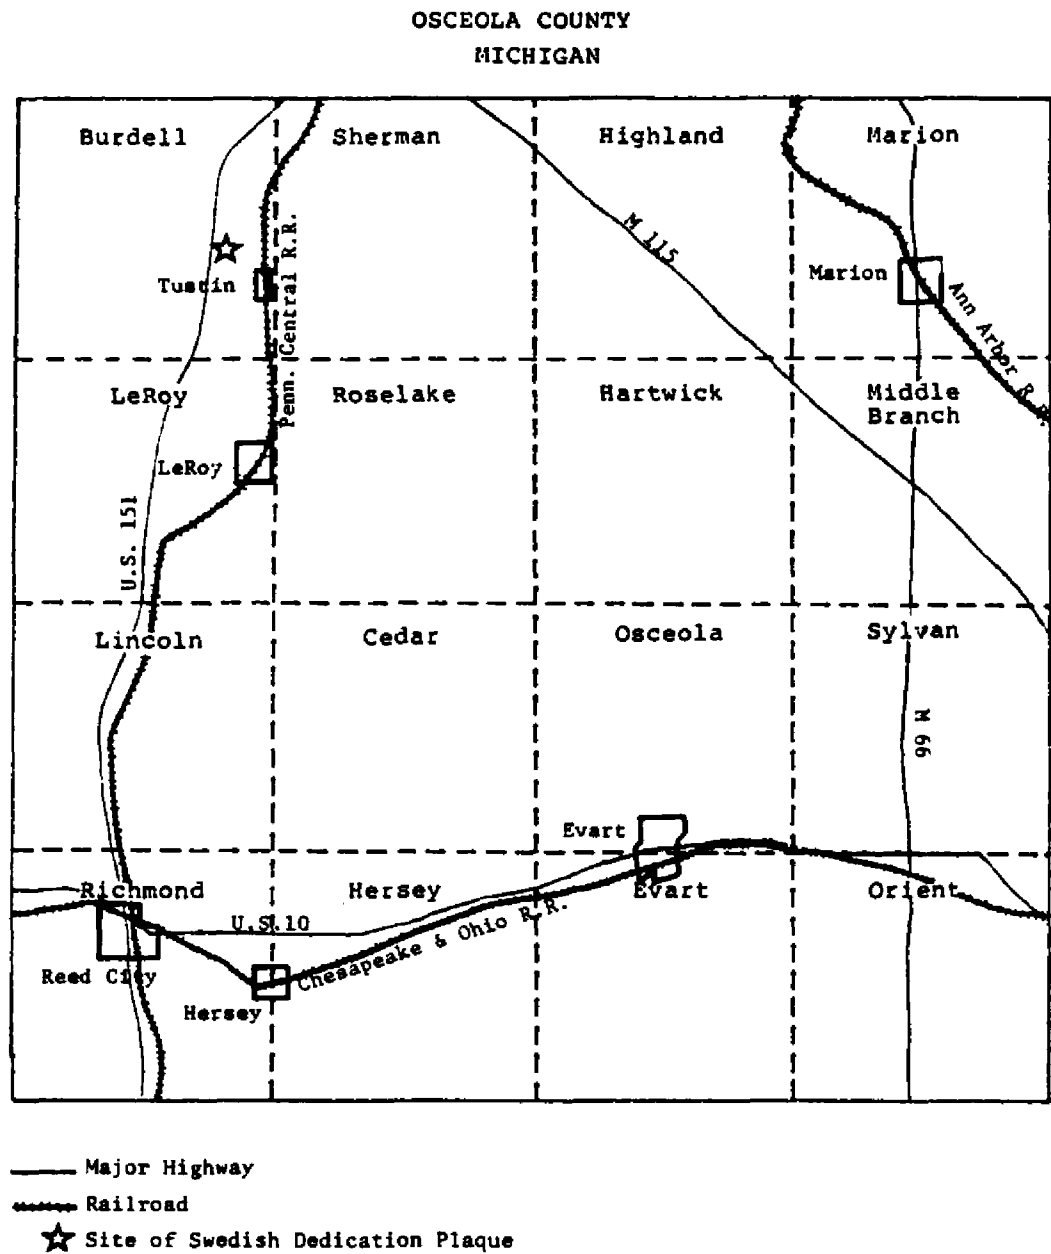 OSCEOLA COUNTY
MICHIGAN
Burdell
Sherman
Highland
Marion
M 115
Tustin
Penn. Central R.R.
Marion
Ann Arbor R.R.
LeRoy
Roselake
Hartwick
Middle
Branch
LeRoy
U.S. 151
Lincoln
Cedar
Osceola
Sylvan
M 66
Evart
Richmond
Hersey
Evart
Orient
U.S.10
Chesapeake & Ohio R.R.
Reed City
Hersey
Major Highway
Railroad
Site of Swedish Dedication Plaque